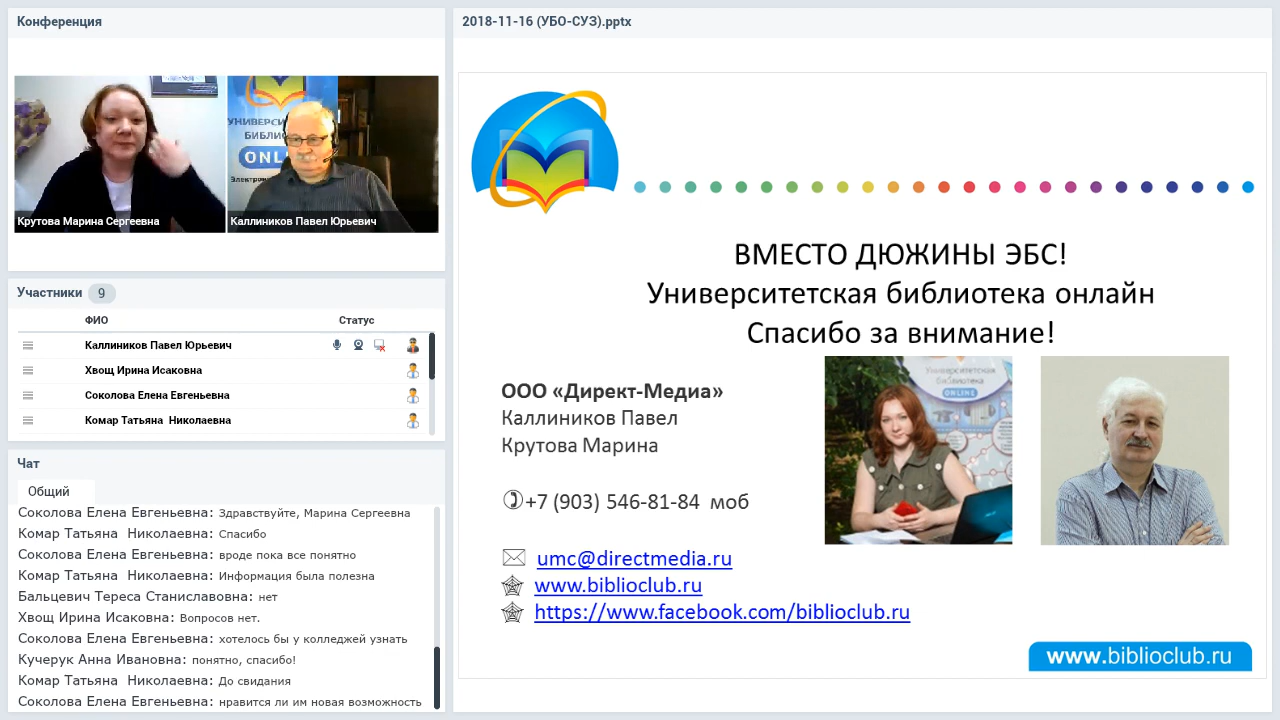 Конференция
УНИВЕРСИ
БИБЛИО
Крутова Марина Сергеевна
Каллиников Павел Юрьевич
Участники 9
ФИО Статус
Каллиников Павел Юрьевич
Хвощ Ирина Исаковна
Соколова Елена Евгеньевна
Комар Татьяна  Николаевна
Чат
Общий
Соколова Елена Евгеньевна: Здравствуйте, Марина Сергеевна
Комар Татьяна  Николаевна: Спасибо
Соколова Елена Евгеньевна: вроде пока все понятно
Комар Татьяна  Николаевна: Информация была полезна
Бальцевич Тереса Станиславовна: нет
Хвощ Ирина Исаковна: Вопросов нет.
Соколова Елена Евгеньевна: хотелось бы у колледжей узнать
Кучерук Анна Ивановна: понятно, спасибо!
Комар Татьяна  Николаевна: До свидания
Соколова Елена Евгеньевна: нравится ли им новая возможность
2018-11-16 (УБО-СУЗ).pptx
ВМЕСТО ДЮЖИНЫ ЭБС!
Университетская библиотека онлайн
Спасибо за внимание!
ООО «Директ-Медиа»
Каллиников Павел
Крутова Марина
+7 (903) 546-81-84  моб
umc@directmedia.ru
www.biblioclub.ru
https://www.facebook.com/biblioclub.ru
Университетская
библиотека
ONLINE
www.biblioclub.ru